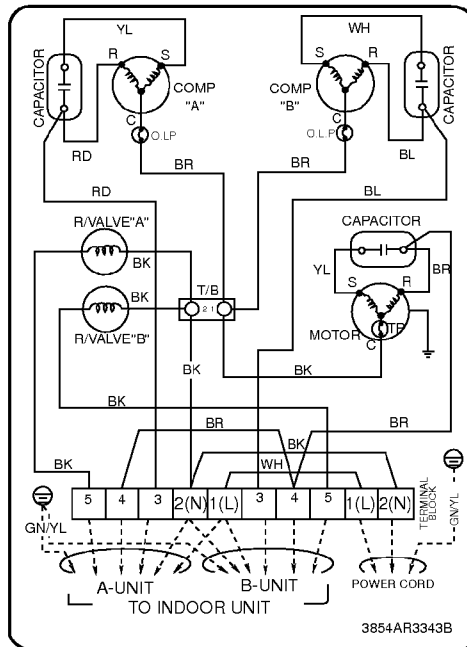 YL
WH
R S
S R
CAPACITOR
COMP "A"
COMP "B"
CAPACITOR
C
O.LP
C
O.L.P
RD
BR
BR
BL
RD
BL
R/VALVE"A"
BK
CAPACITOR
YL
BR
BK
T/B
2 1
S R
R/VALVE"B"
MOTOR
TP
C
BK
BK
BK
BR
BR
BK
BK
WH
5 4 3 2(N) 1(L) 3 4 5 1(L) 2(N)
TERMINAL BLOCK
GN/YL
GN/YL
A-UNIT
B-UNIT
POWER CORD
TO INDOOR UNIT
3854AR3343B